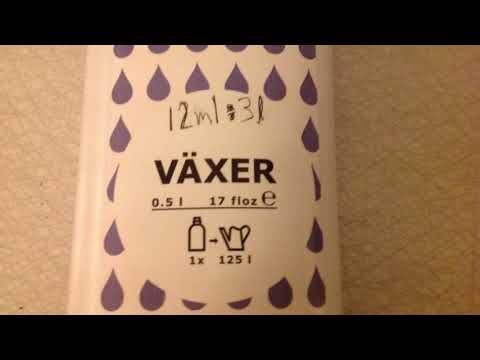 12ml:3l
VÄXER
0.5 l 17 floz ℮
1x 125 l